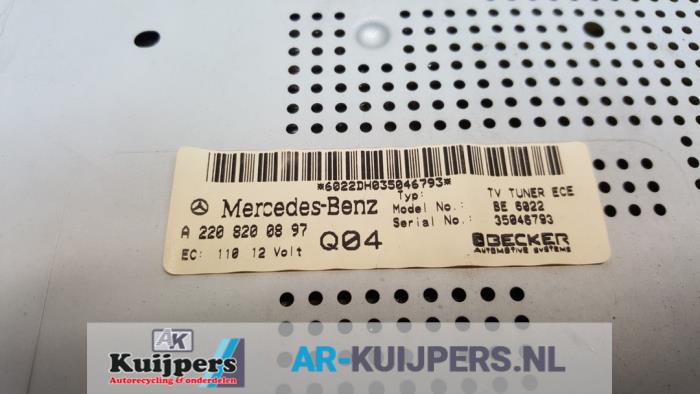 *6022DH035046793*
Mercedes-Benz
Typ: TV TUNER ECE
Model No.: BE 6022
Serial No.: 35046793
A 220 820 08 97
EC: 110 12 Volt
Q04
BECKER
AUTOMOTIVE SYSTEMS
AK
Kuijpers
Autorecycling & onderdelen
AR-KUIJPERS.NL